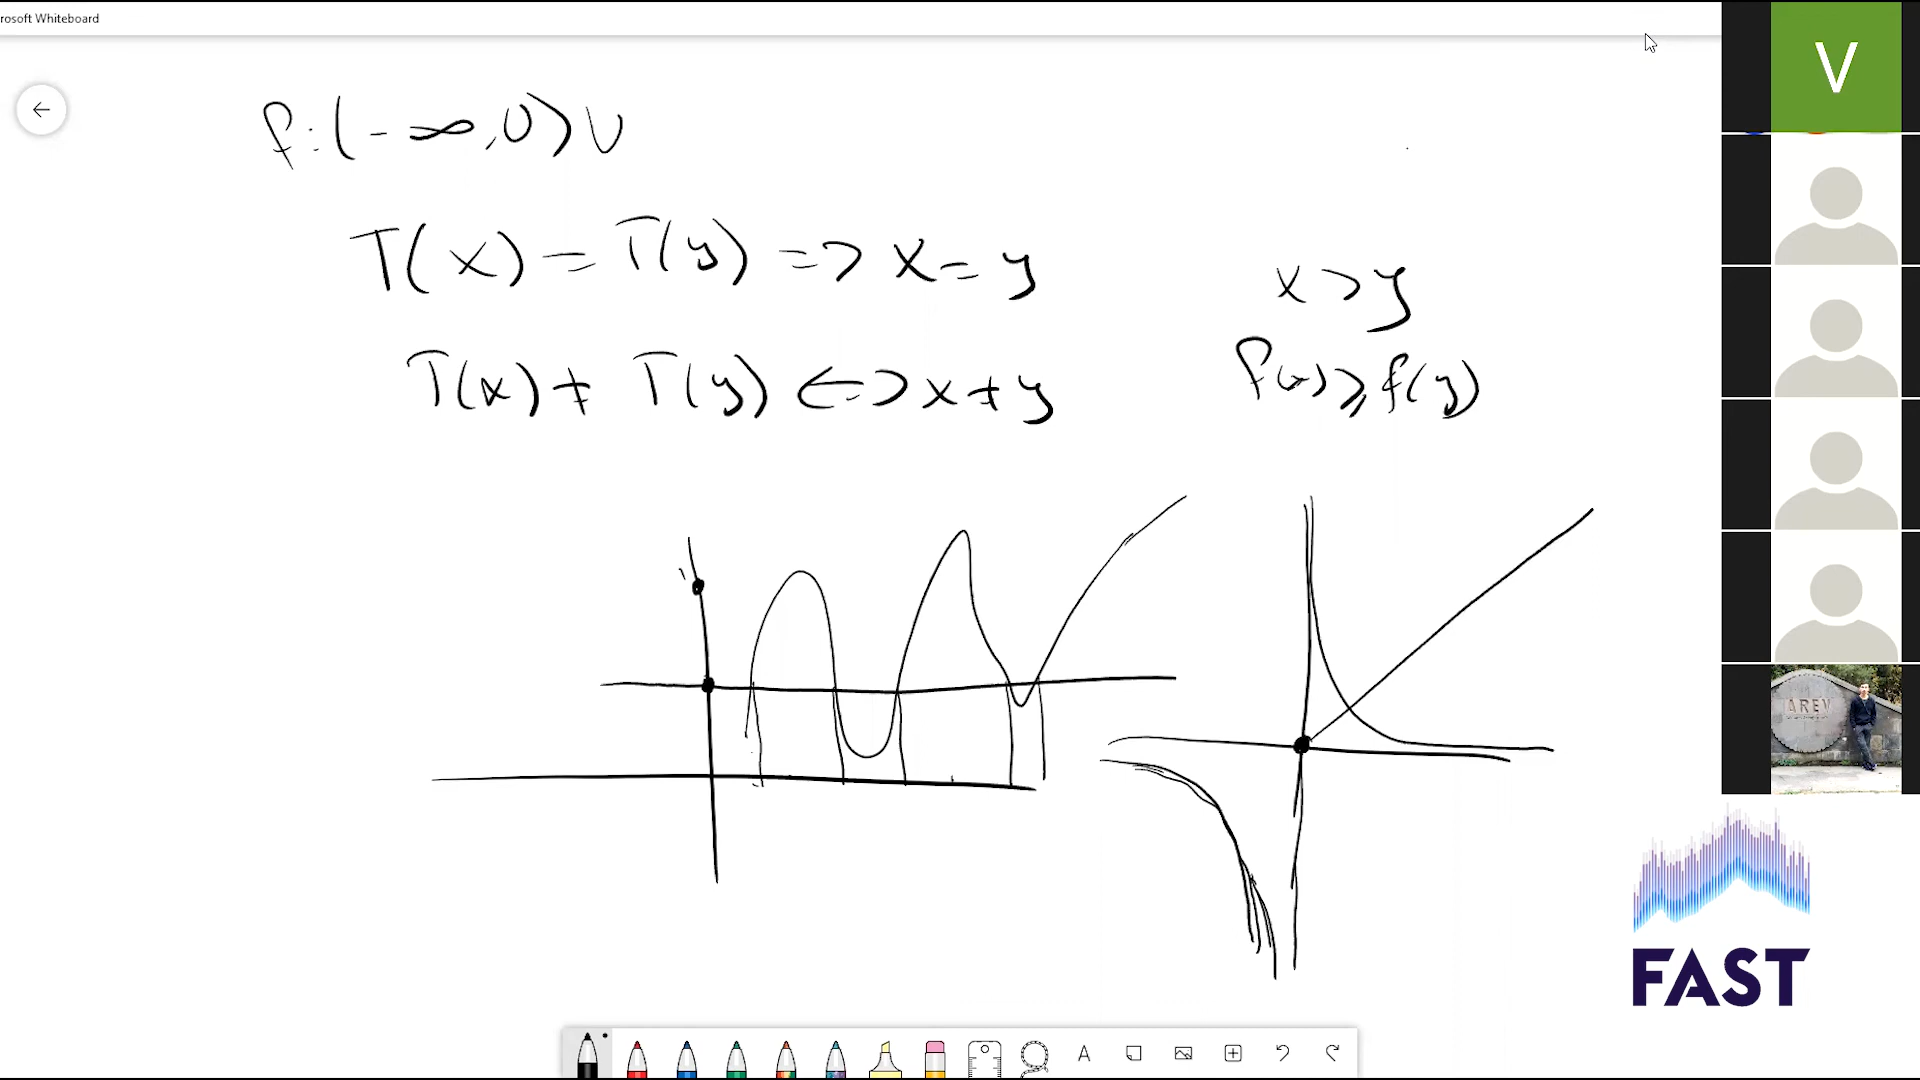 rosoft Whiteboard
f:(-∞,0)∪
T(x)=T(y)=>x=y
T(x)≠T(y)<=>x≠y
x>y
f(x)≥f(y)
V
AREV
FAST
A